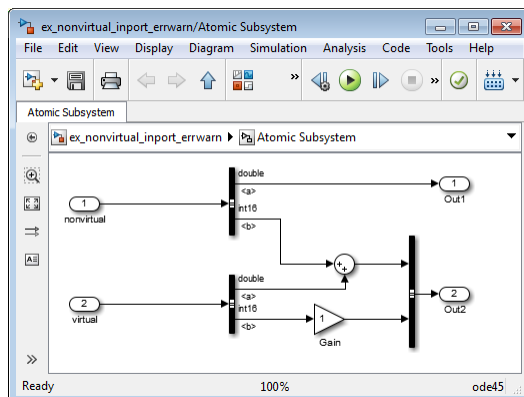 ex_nonvirtual_inport_errwarn/Atomic Subsystem
File Edit View Display Diagram Simulation Analysis Code Tools Help
Atomic Subsystem
ex_nonvirtual_inport_errwarn Atomic Subsystem
double
1
<a>
1
Out1
nonvirtual
int16
<b>
double
<a>
2
int16
2
virtual
<b>
1
Out2
Gain
Ready 100% ode45